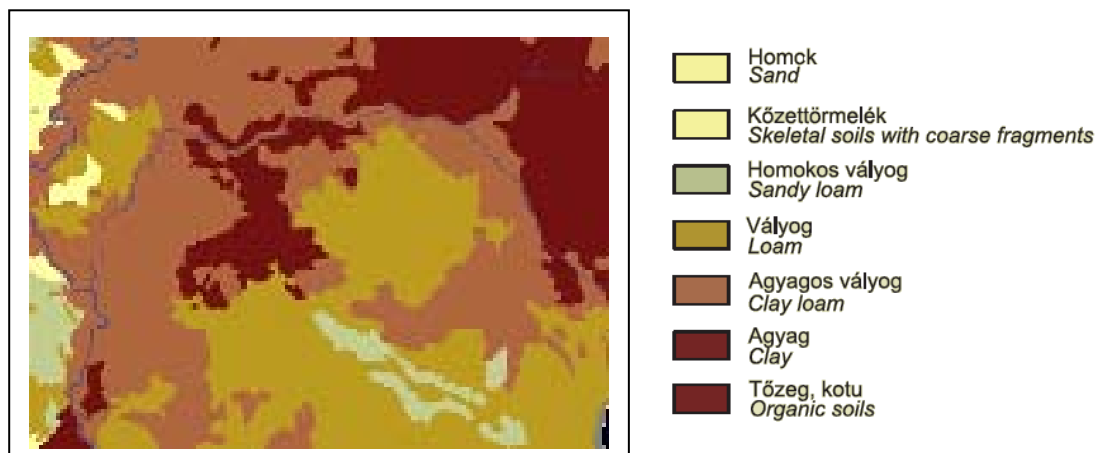 Homok
Sand
Kőzettörmelék
Skeletal soils with coarse fragments
Homokos vályog
Sandy loam
Vályog
Loam
Agyagos vályog
Clay loam
Agyag
Clay
Tőzeg, kotu
Organic soils